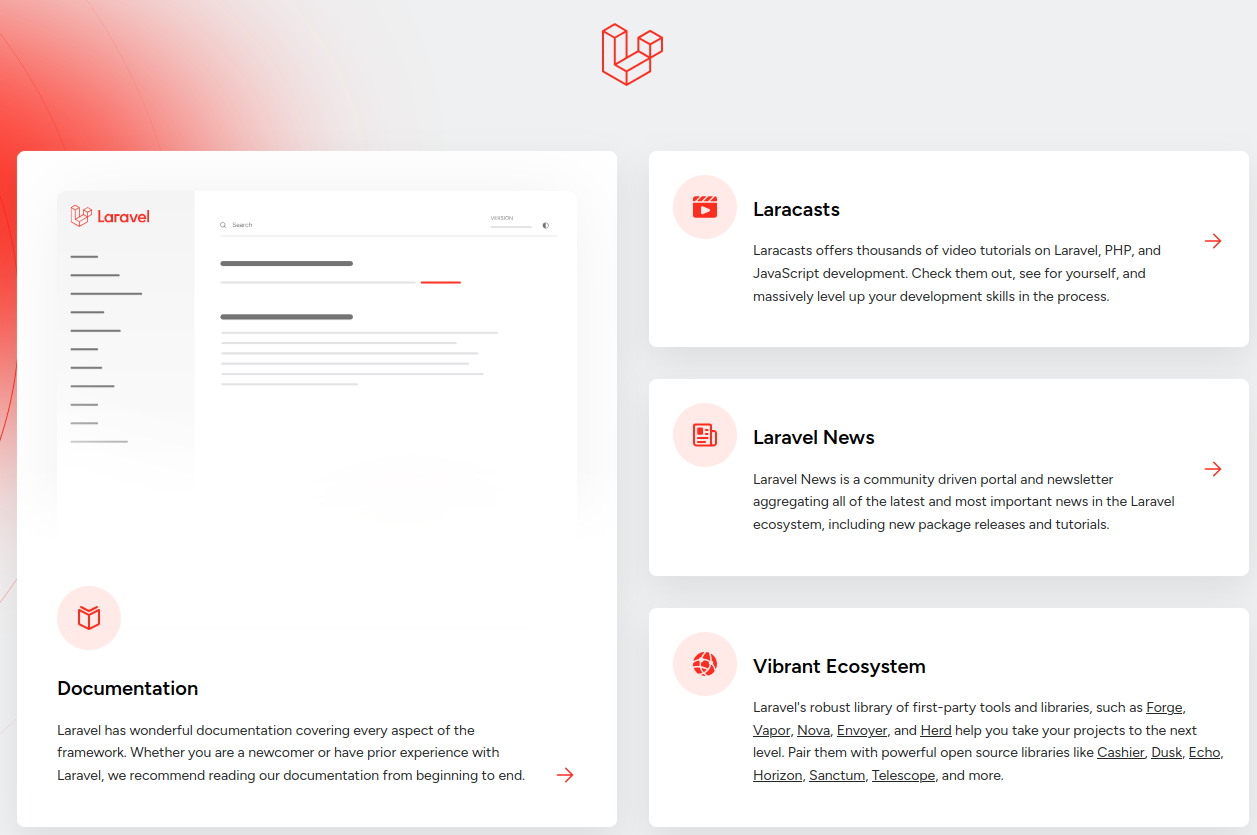 Laravel
Search
VERSION
Documentation
Laravel has wonderful documentation covering every aspect of the
framework. Whether you are a newcomer or have prior experience with
Laravel, we recommend reading our documentation from beginning to end.
Laracasts
Laracasts offers thousands of video tutorials on Laravel, PHP, and
JavaScript development. Check them out, see for yourself, and
massively level up your development skills in the process.
Laravel News
Laravel News is a community driven portal and newsletter
aggregating all of the latest and most important news in the Laravel
ecosystem, including new package releases and tutorials.
Vibrant Ecosystem
Laravel's robust library of first-party tools and libraries, such as Forge,
Vapor, Nova, Envoyer, and Herd help you take your projects to the next
level. Pair them with powerful open source libraries like Cashier, Dusk, Echo,
Horizon, Sanctum, Telescope, and more.